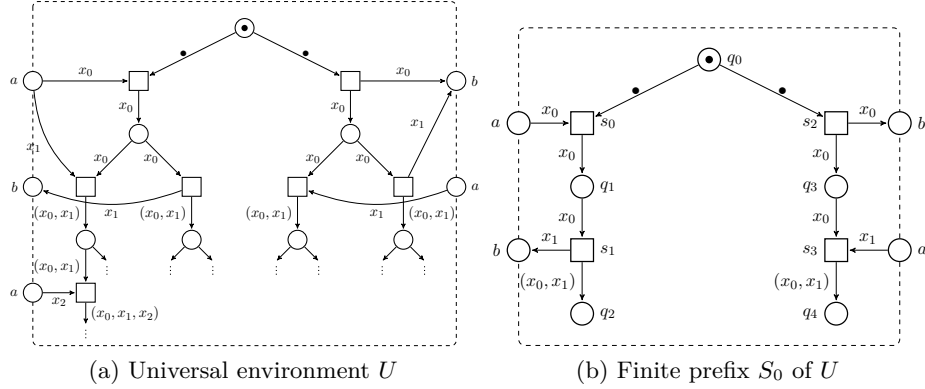 a
x₀
x₀
b
x₀
x₀
x₁
x₁
x₀
x₀
x₀
x₀
b
x₁
(x₀, x₁)
(x₀, x₁)
(x₀, x₁)
x₁
(x₀, x₁)
a
(x₀, x₁)
a
x₂
(x₀, x₁, x₂)
(a) Universal environment U
q₀
a
x₀
s₀
s₂
x₀
b
x₀
x₀
q₁
q₃
x₀
x₀
b
x₁
s₁
s₃
x₁
a
(x₀, x₁)
(x₀, x₁)
q₂
q₄
(b) Finite prefix S₀ of U